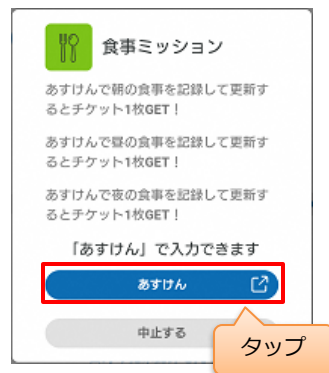 食事ミッション
あすけんで朝の食事を記録して更新す
るとチケット1枚GET！
あすけんで昼の食事を記録して更新す
るとチケット1枚GET！
あすけんで夜の食事を記録して更新す
るとチケット1枚GET！
「あすけん」で入力できます
あすけん
中止する
タップ